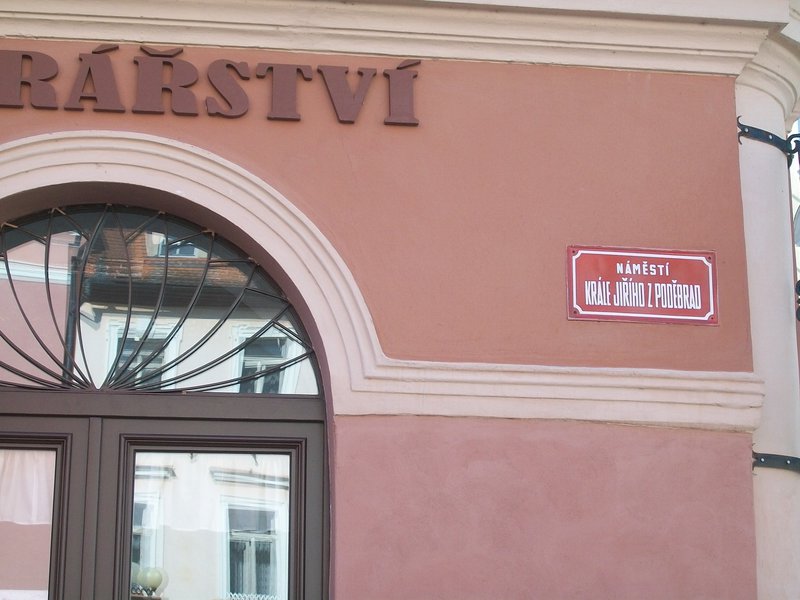 RÁŘSTVÍ
NÁMĚSTÍ
KRÁLE JIŘÍHO Z PODĚBRAD